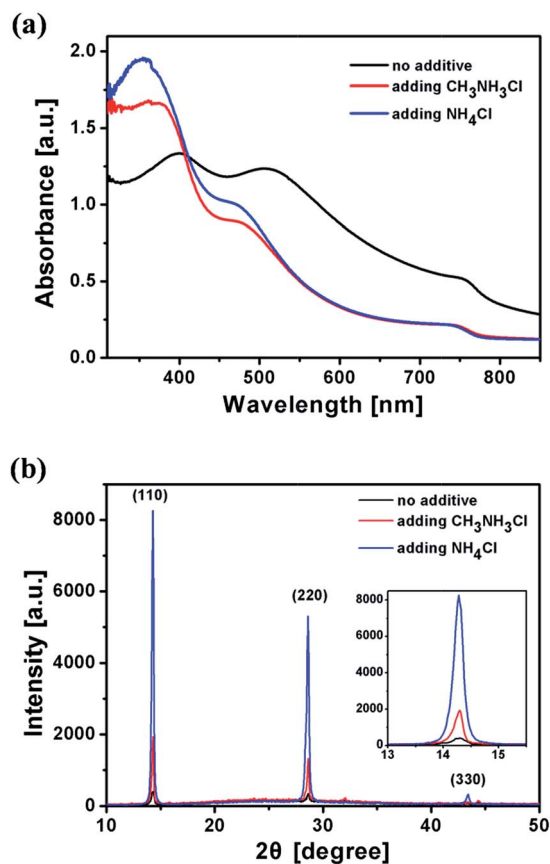 (a)
2.0
1.5
1.0
0.5
0.0
Absorbance [a.u.]
no additive
adding CH3NH3Cl
adding NH4Cl
400 500 600 700 800
Wavelength [nm]
(b)
8000
6000
4000
2000
0
Intensity [a.u.]
(110)
(220)
(330)
no additive
adding CH3NH3Cl
adding NH4Cl
8000
6000
4000
2000
0
13 14 15
10 20 30 40 50
2θ [degree]